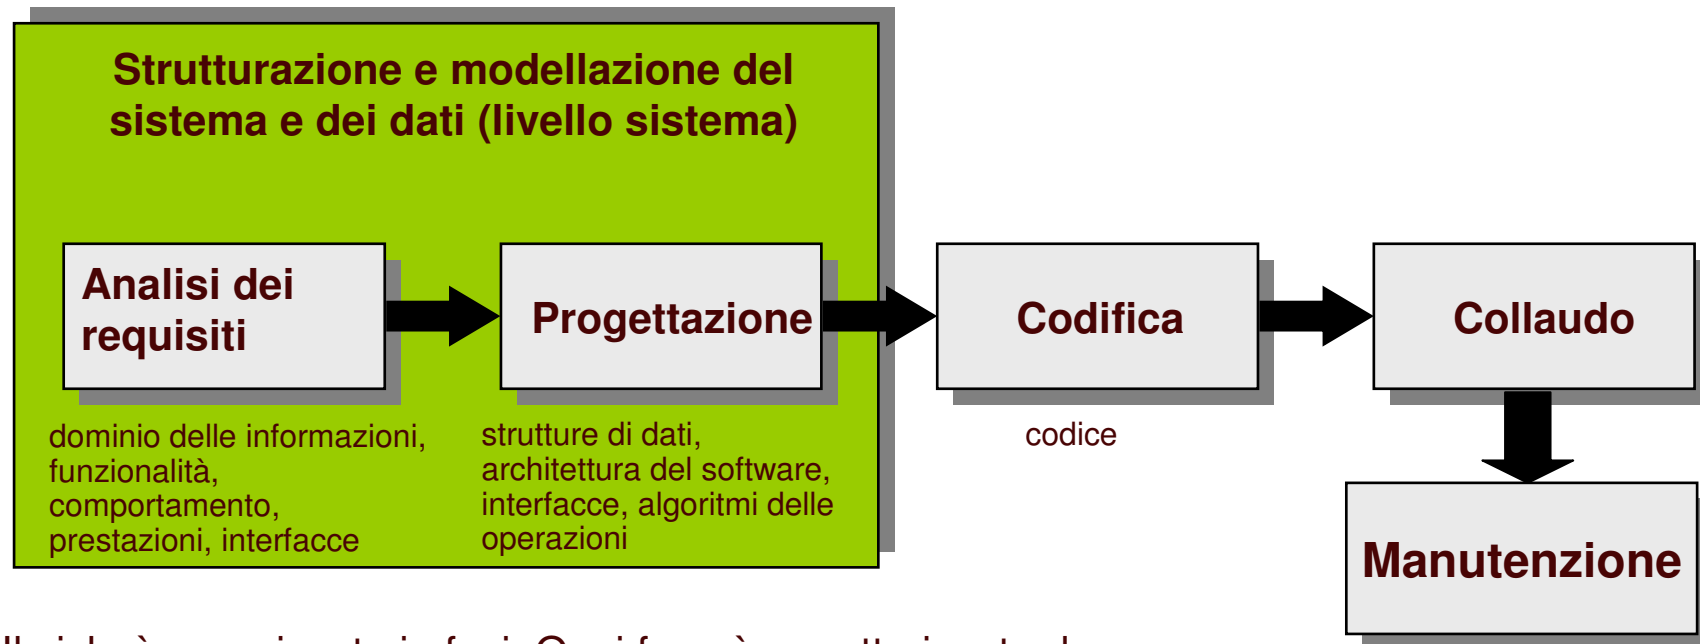 Strutturazione e modellazione del
sistema e dei dati (livello sistema)
Analisi dei
requisiti
Progettazione
Codifica
Collaudo
dominio delle informazioni,
funzionalità,
comportamento,
prestazioni, interfacce
strutture di dati,
architettura del software,
interfacce, algoritmi delle
operazioni
codice
Manutenzione